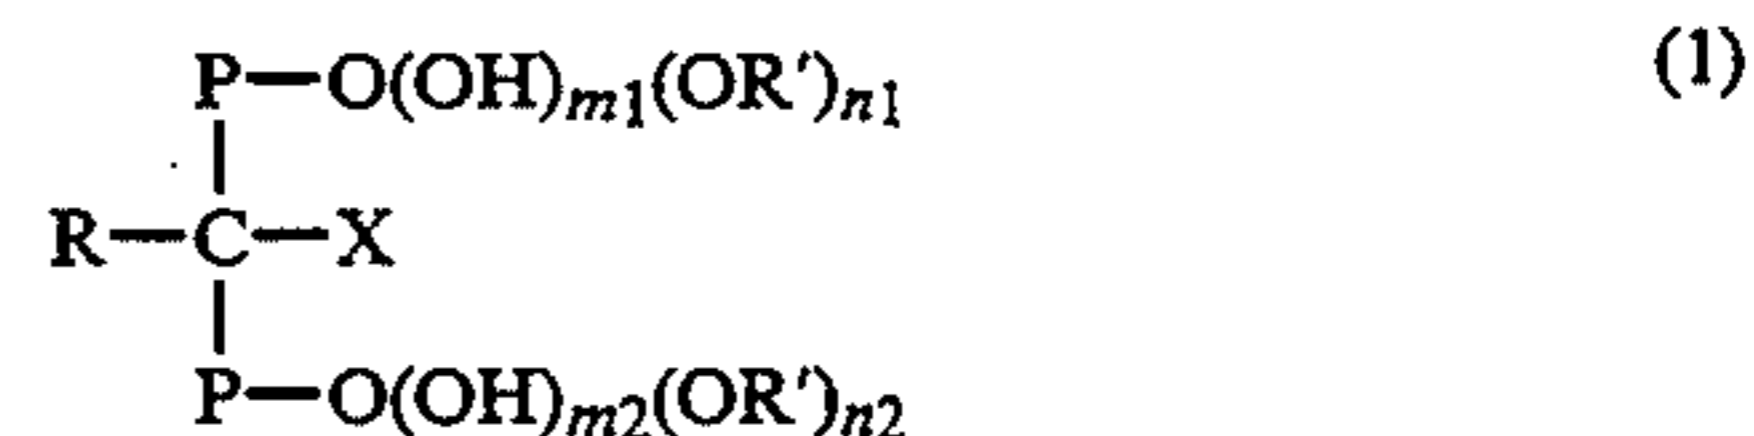 P—O(OH)m1(OR′)n1 (1)
R—C—X
P—O(OH)m2(OR′)n2